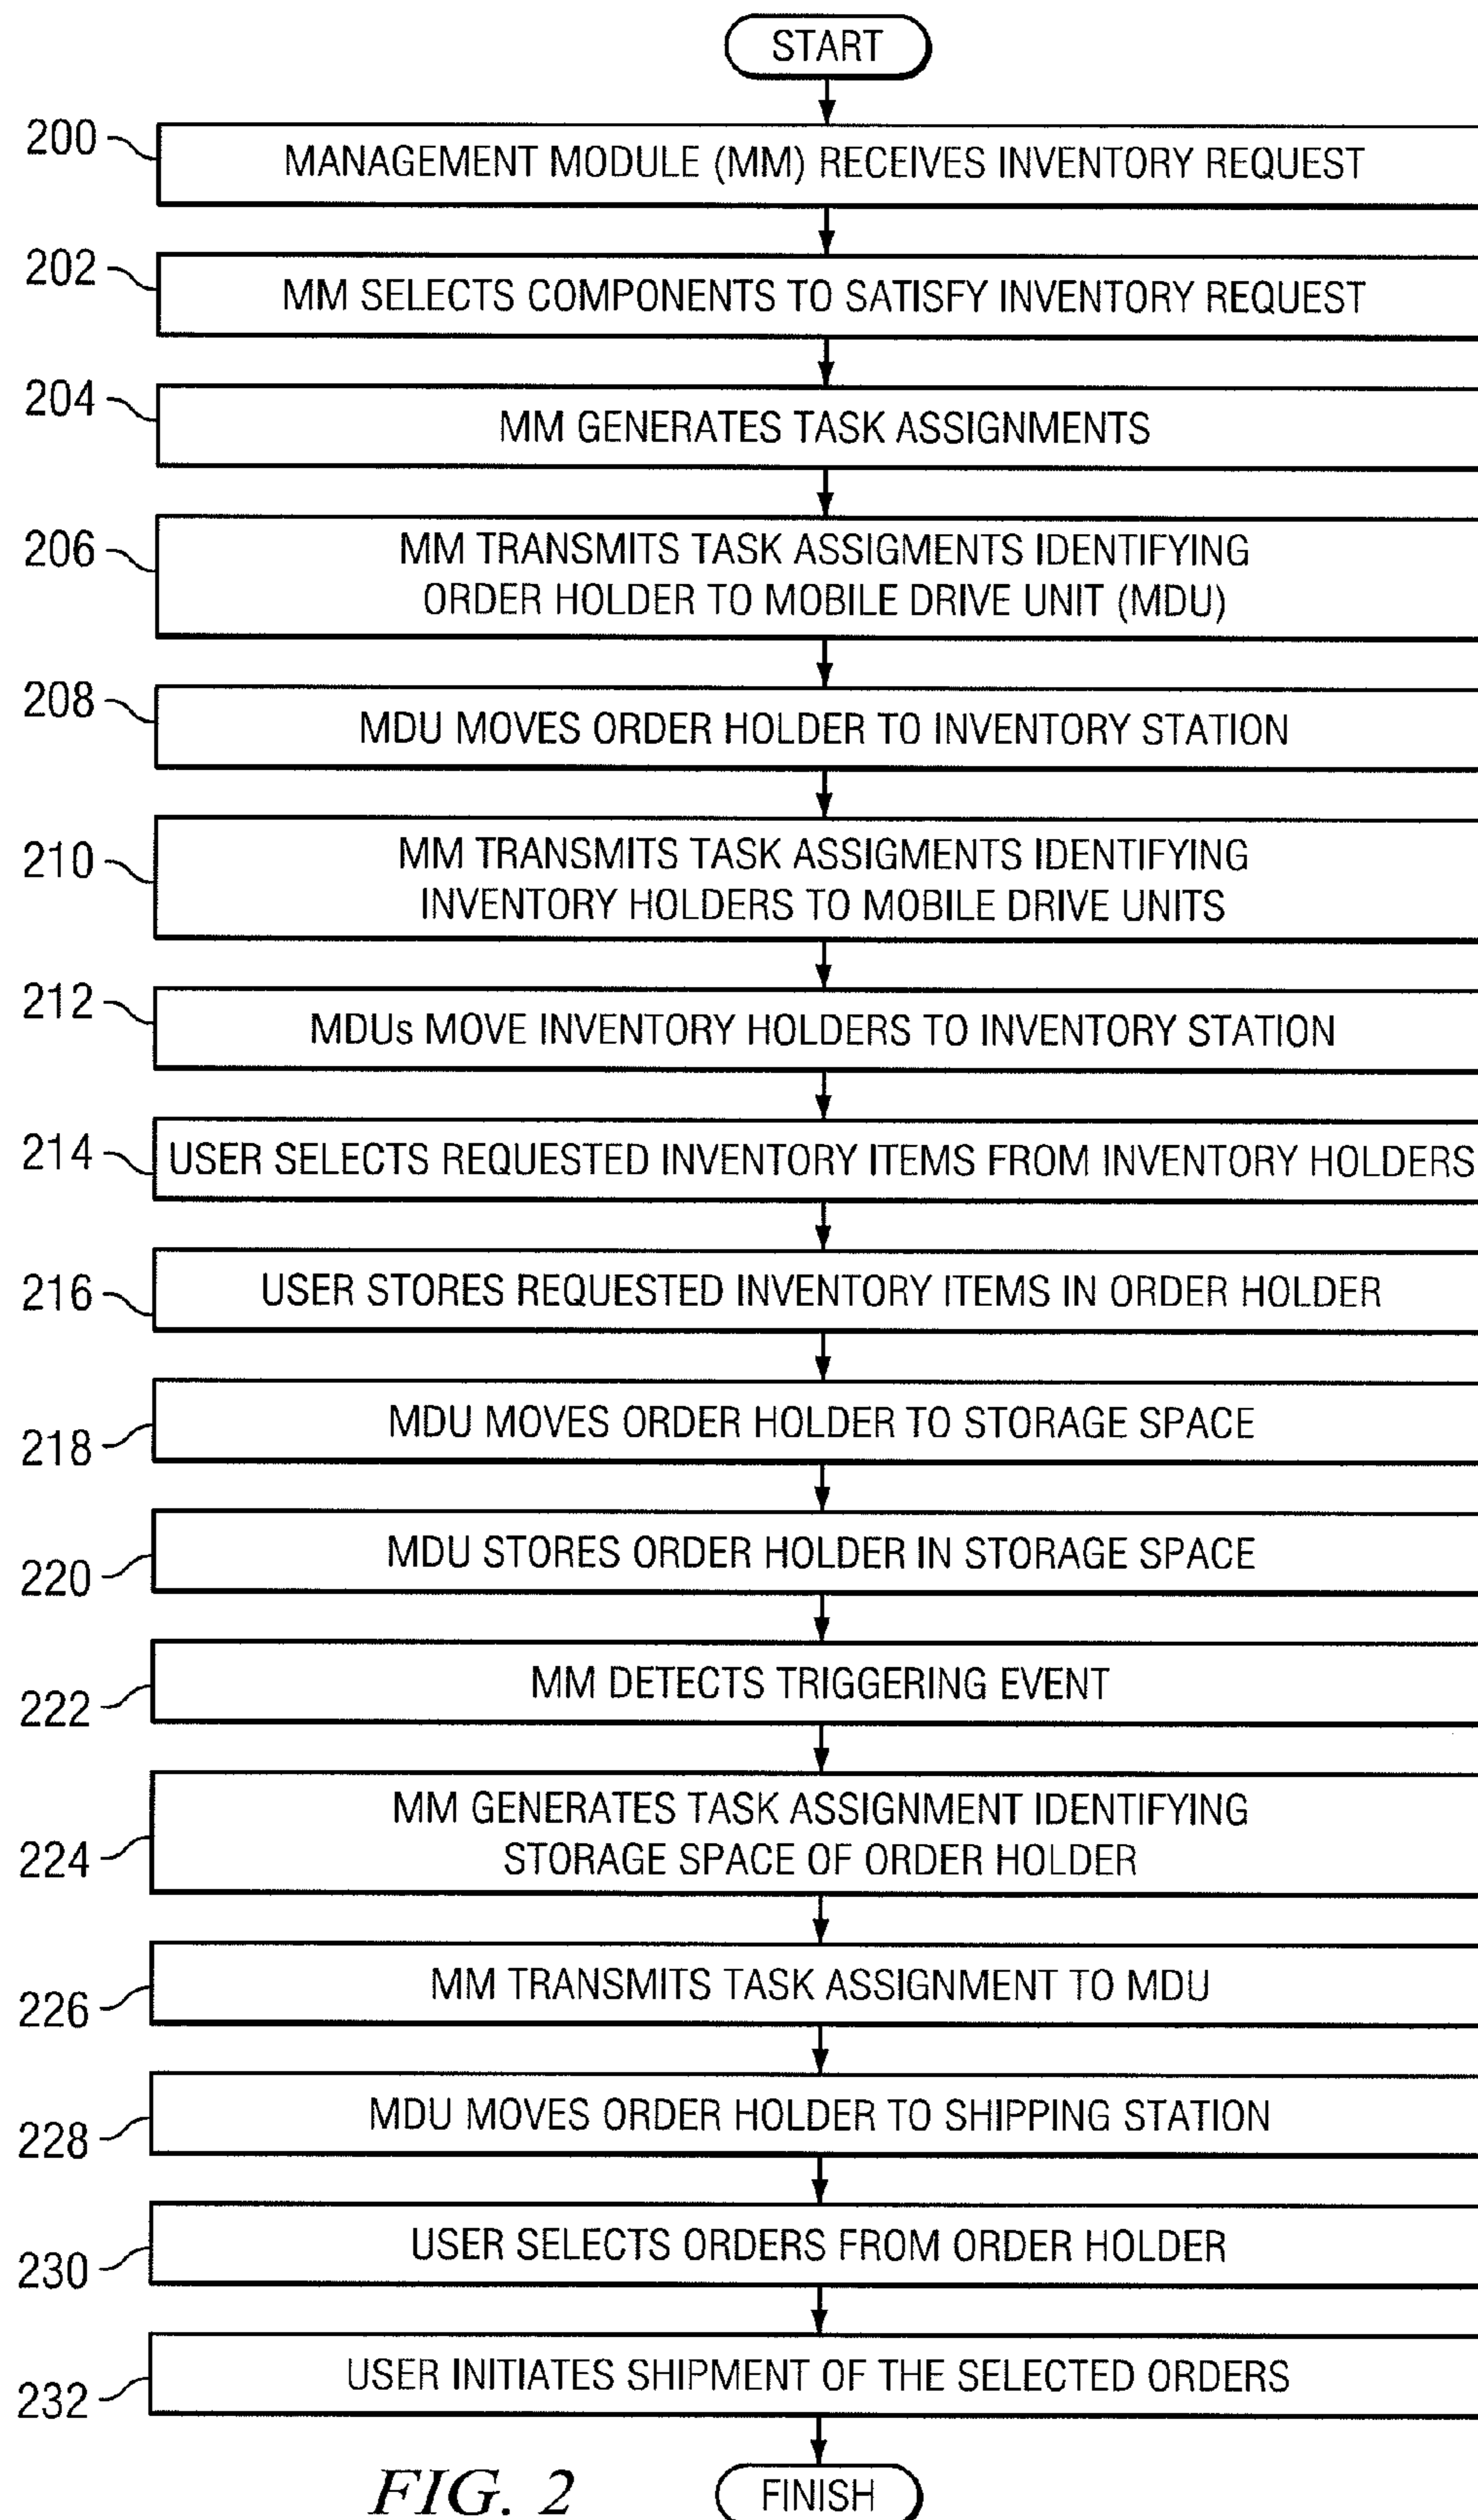 START
200
MANAGEMENT MODULE (MM) RECEIVES INVENTORY REQUEST
202
MM SELECTS COMPONENTS TO SATISFY INVENTORY REQUEST
204
MM GENERATES TASK ASSIGNMENTS
206
MM TRANSMITS TASK ASSIGMENTS IDENTIFYING
ORDER HOLDER TO MOBILE DRIVE UNIT (MDU)
208
MDU MOVES ORDER HOLDER TO INVENTORY STATION
210
MM TRANSMITS TASK ASSIGMENTS IDENTIFYING
INVENTORY HOLDERS TO MOBILE DRIVE UNITS
212
MDUs MOVE INVENTORY HOLDERS TO INVENTORY STATION
214
USER SELECTS REQUESTED INVENTORY ITEMS FROM INVENTORY HOLDERS
216
USER STORES REQUESTED INVENTORY ITEMS IN ORDER HOLDER
218
MDU MOVES ORDER HOLDER TO STORAGE SPACE
220
MDU STORES ORDER HOLDER IN STORAGE SPACE
222
MM DETECTS TRIGGERING EVENT
224
MM GENERATES TASK ASSIGNMENT IDENTIFYING
STORAGE SPACE OF ORDER HOLDER
226
MM TRANSMITS TASK ASSIGNMENT TO MDU
228
MDU MOVES ORDER HOLDER TO SHIPPING STATION
230
USER SELECTS ORDERS FROM ORDER HOLDER
232
USER INITIATES SHIPMENT OF THE SELECTED ORDERS
FIG. 2
FINISH